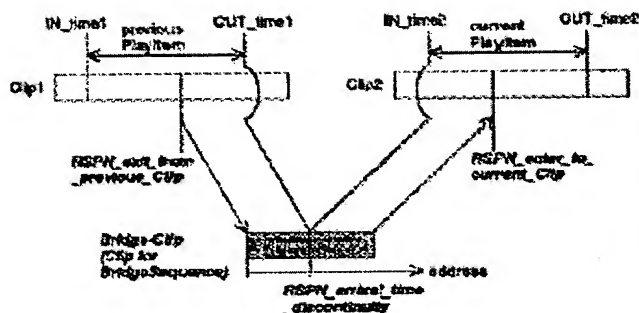 IN_time1
previous
PlayItem
OUT_time1
IN_time2
current
PlayItem
OUT_time2
Clip1
Clip2
RSPN_exit_from
_previous_Clip
RSPN_enter_to_
current_Clip
Bridge-Clip
(Clip for
BridgeSequence)
address
RSPN_arrival_time
_discontinuity